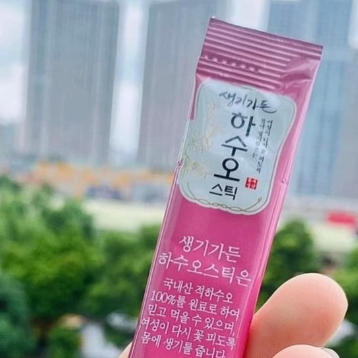 생기가든
하수오
스틱
생기가든
하수오스틱은
국내산 적하수오
100%를 원료로 하여
믿고 먹을 수 있으며,
여성이 다시 꽃 피도록
몸에 생기를 줍니다.